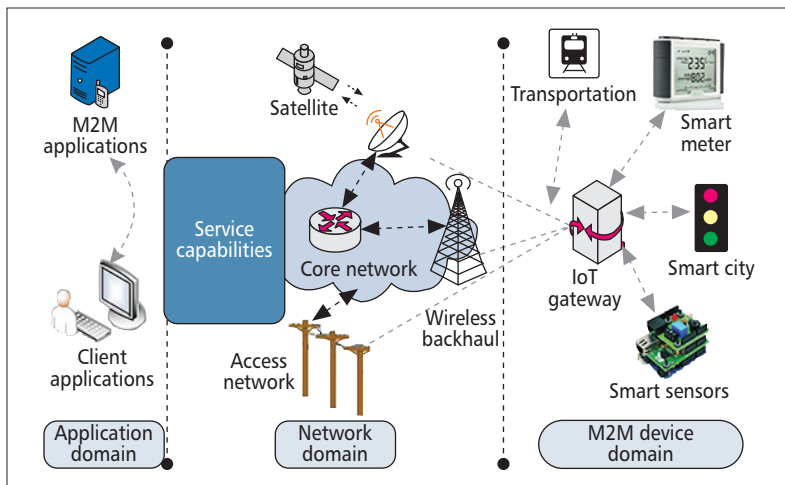 M2M
applications
Client
applications
Application
domain
Satellite
Service
capabilities
Core network
Access
network
Wireless
backhaul
Network
domain
Transportation
Smart
meter
IoT
gateway
Smart city
Smart sensors
M2M device
domain